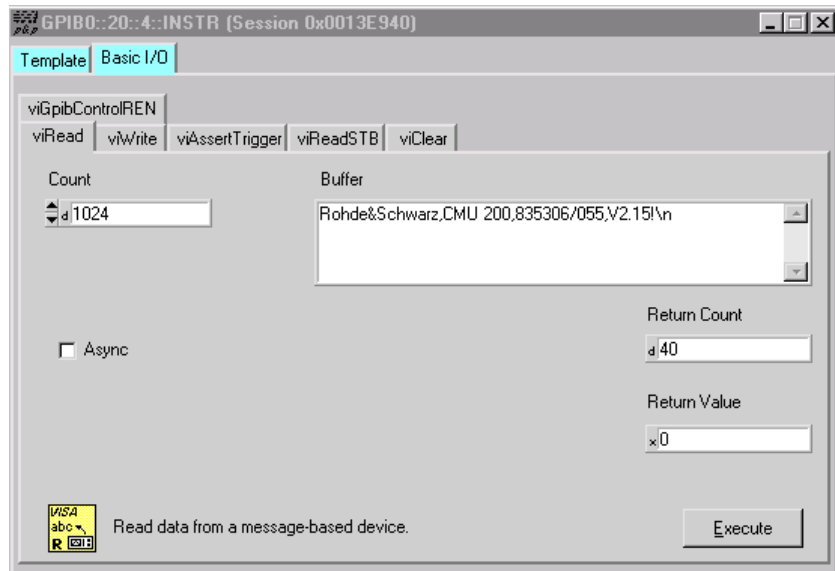 GPIB0::20::4::INSTR (Session 0x0013E940)
Template Basic I/O
viGpibControlREN
viRead viWrite viAssertTrigger viReadSTB viClear
Count Buffer
d 1024 Rohde&Schwarz,CMU 200,835306/055,V2.15!\n
Return Count
Async d 40
Return Value
x 0
VISA
abc
R
Read data from a message-based device.
Execute